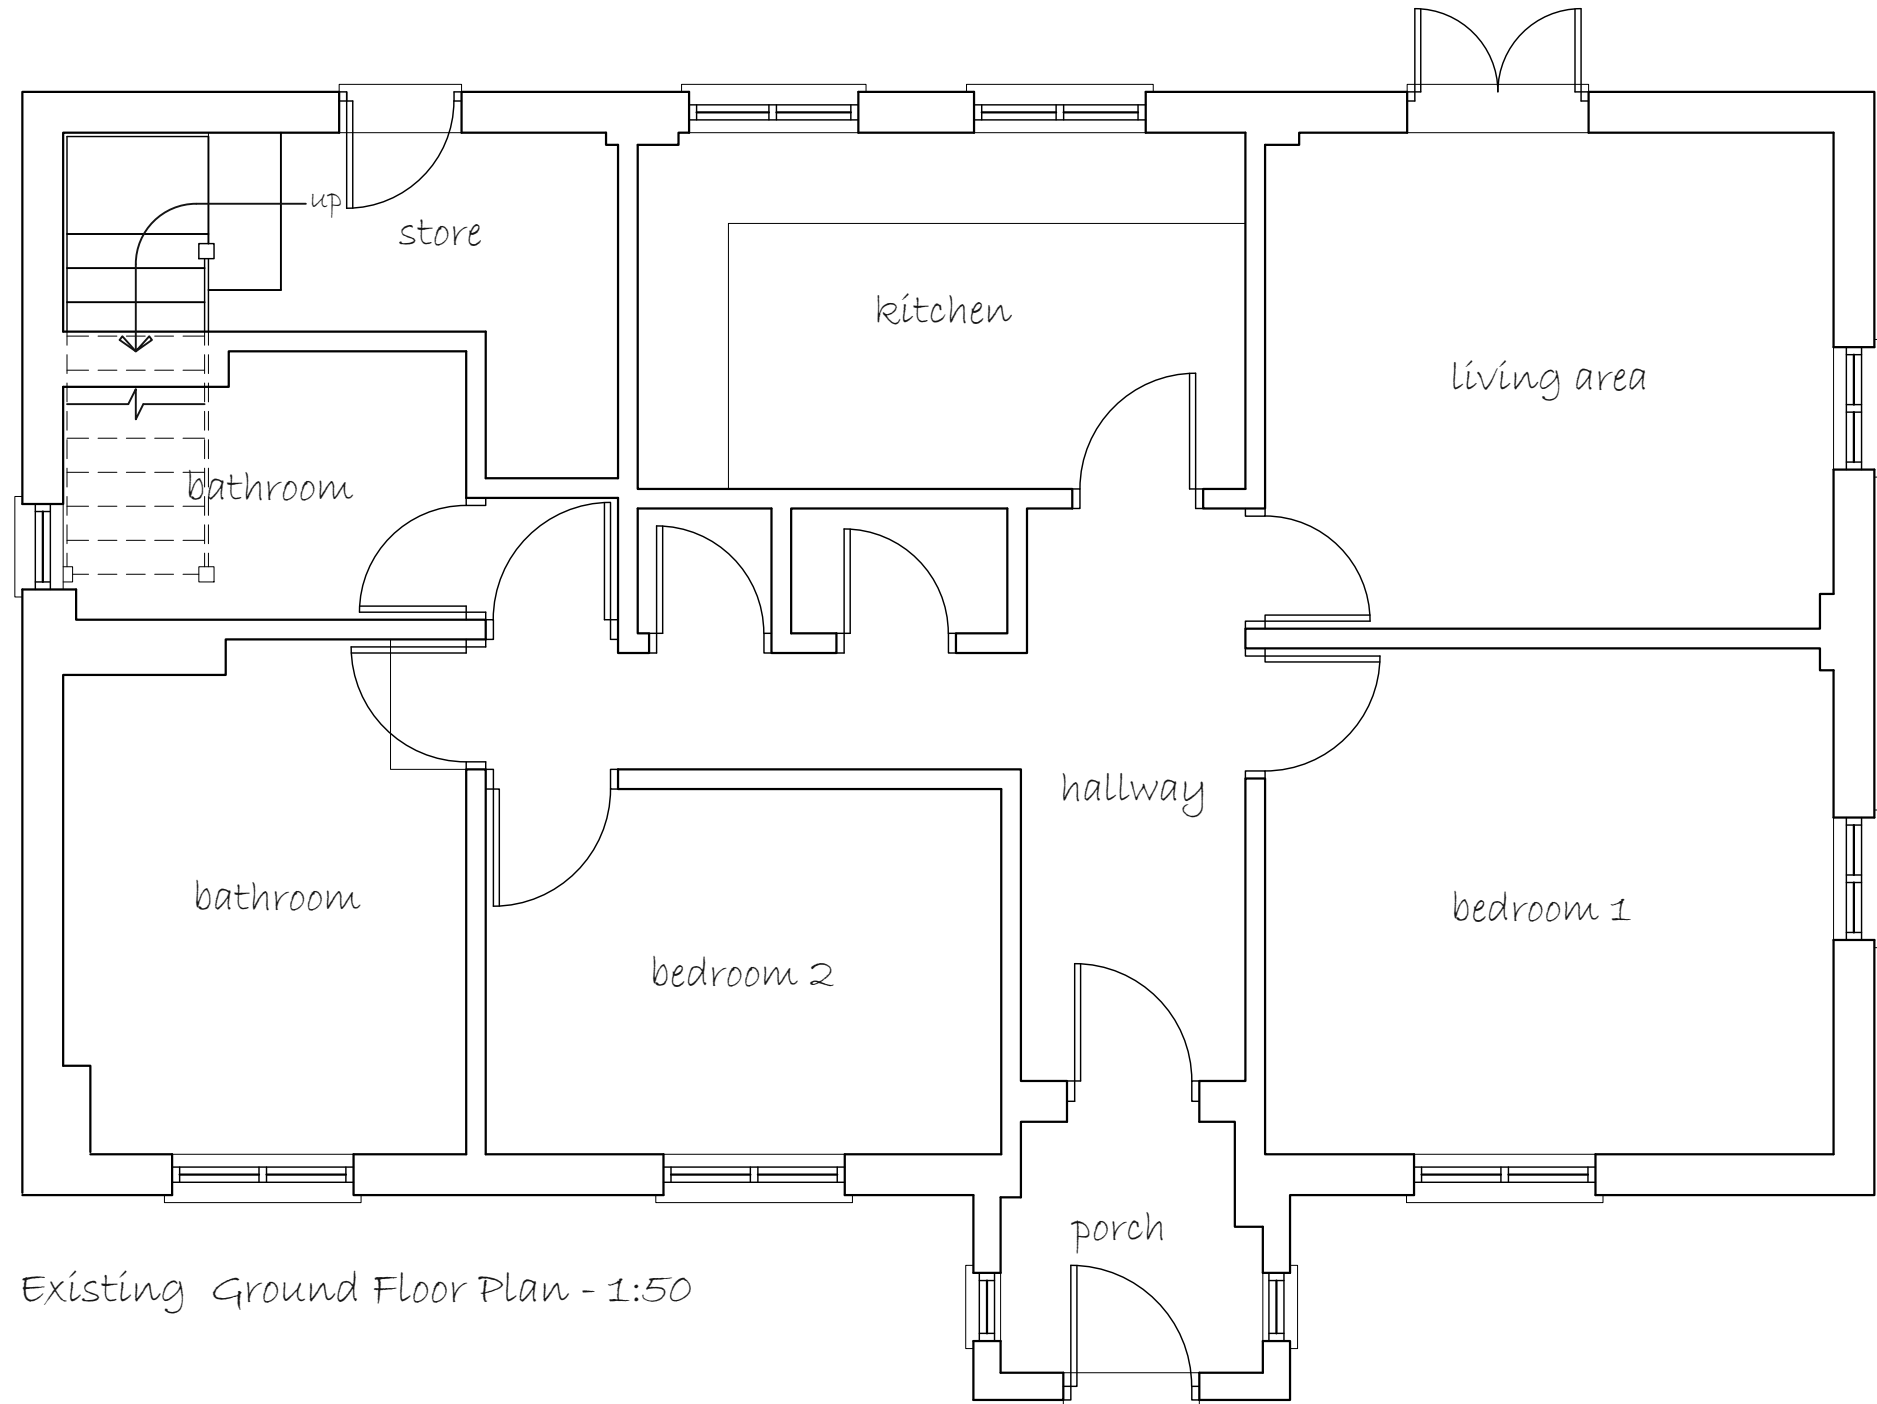 up
store
kitchen
living area
bathroom
hallway
bathroom
bedroom 1
bedroom 2
porch
Existing Ground Floor Plan - 1:50